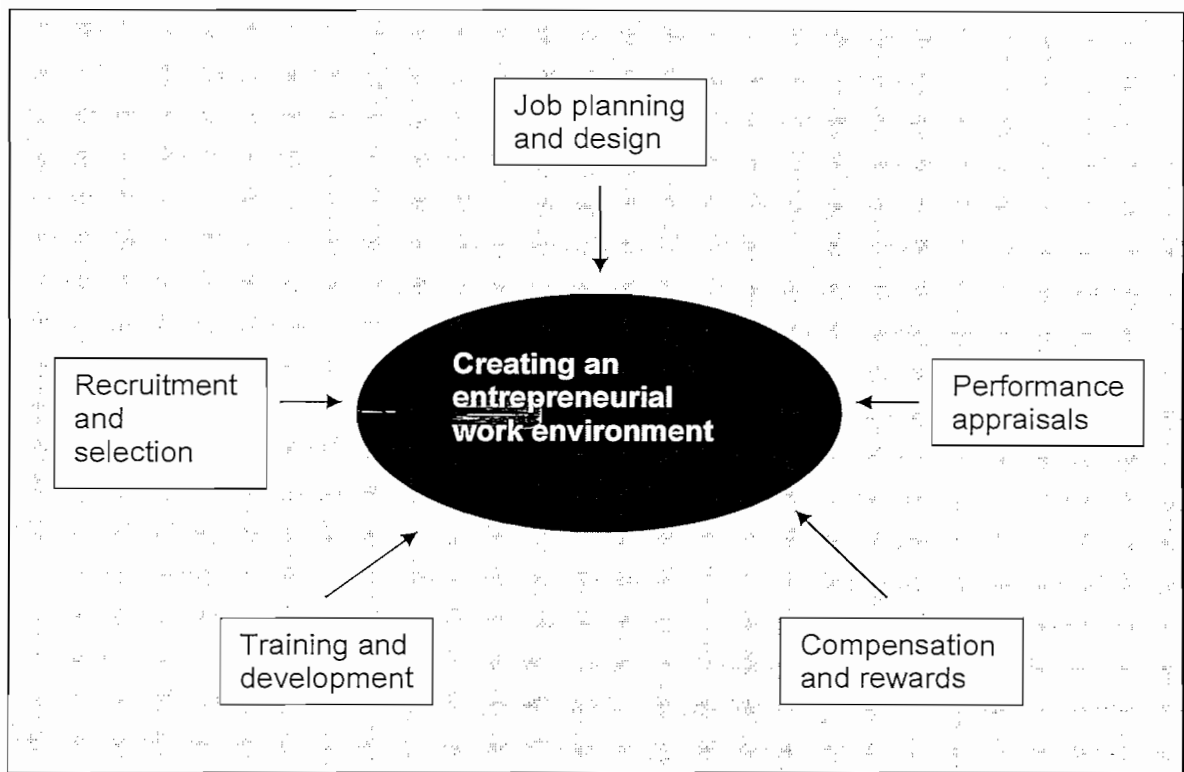 Job planning
and design
Creating an
entrepreneurial
work environment
Recruitment
and
selection
Performance
appraisals
Training and
development
Compensation
and rewards